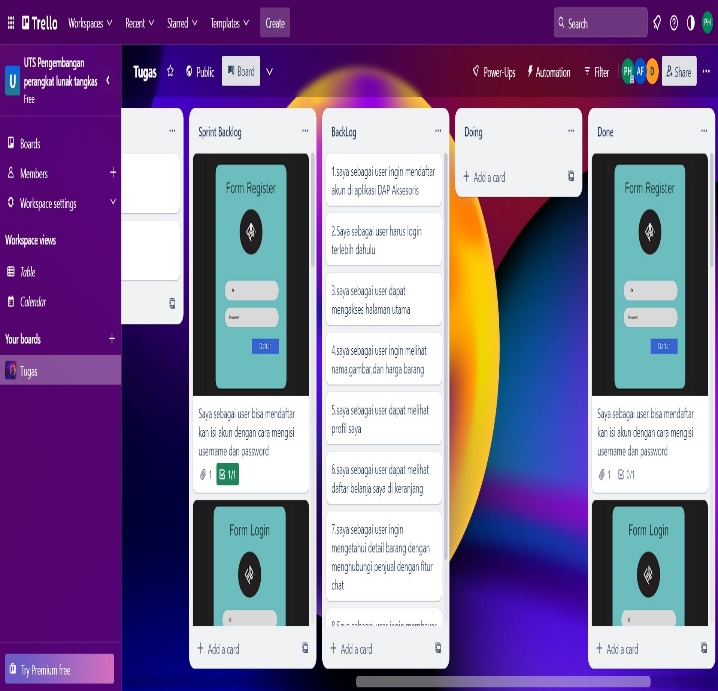 Trello
Workspaces
Recent
Starred
Templates
Create
Search
PH
U
UTS Pengembangan
perangkat lunak tangkas
Free
Boards
Members
Workspace settings
Workspace views
Table
Calendar
Your boards
Tugas
Try Premium free
Tugas
Public
Board
Power-Ups
Automation
Filter
PH
AF
D
Share
Sprint Backlog
Form Register
Daftar
Saya sebagai user bisa mendaftar
kan isi akun dengan cara mengisi
username dan password
1
1/1
Form Login
Add a card
BackLog
1.saya sebagai user ingin mendaftar
akun di aplikasi DAP Aksesoris
2.Saya sebagai user harus login
terlebih dahulu
3.saya sebagai user dapat
mengakses halaman utama
4.saya sebagai user ingin melihat
nama,gambar,dan harga barang
5.saya sebagai user dapat melihat
profil saya
6.saya sebagai user dapat melihat
daftar belanja saya di keranjang
7.saya sebagai user ingin
mengetahui detail barang dengan
menghubungi penjual dengan fitur
chat
8.Saya sebagai user ingin membayar
Add a card
Doing
Add a card
Done
Form Register
Daftar
Saya sebagai user bisa mendaftar
kan isi akun dengan cara mengisi
username dan password
1
0/1
Form Login
Add a card